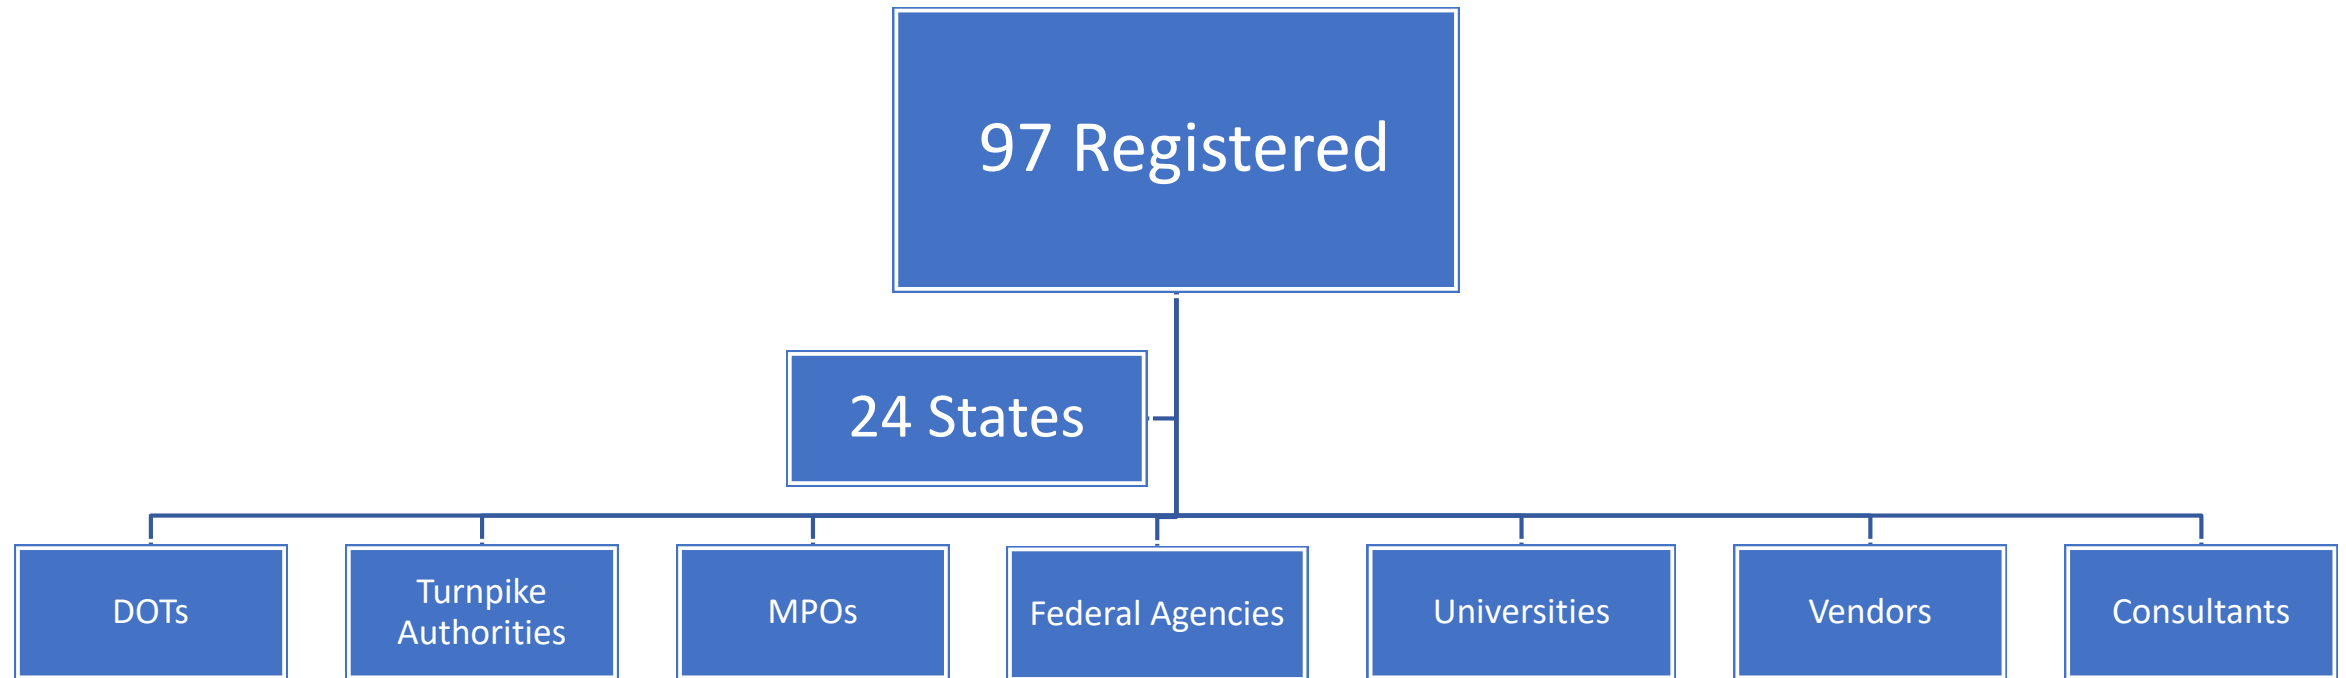 97 Registered
24 States
DOTs
Turnpike
Authorities
MPOs
Federal Agencies
Universities
Vendors
Consultants